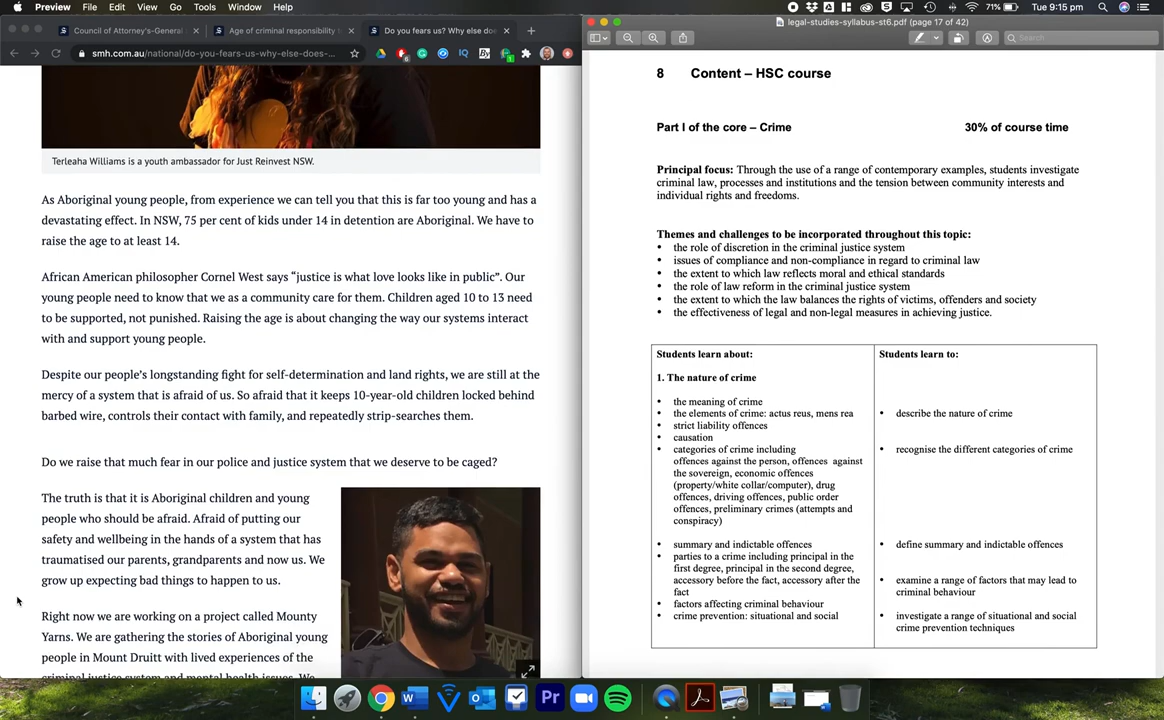 Preview File Edit View Go Tools Window Help
71% Tue 9:15 pm
Council of Attorney's-General
Age of criminal responsibility t
Do you fears us? Why else does
smh.com.au/national/do-you-fears-us-why-else-does-...
Terleaha Williams is a youth ambassador for Just Reinvest NSW.
As Aboriginal young people, from experience we can tell you that this is far too young and has a
devastating effect. In NSW, 75 per cent of kids under 14 in detention are Aboriginal. We have to
raise the age to at least 14.
African American philosopher Cornel West says “justice is what love looks like in public”. Our
young people need to know that we as a community care for them. Children aged 10 to 13 need
to be supported, not punished. Raising the age is about changing the way our systems interact
with and support young people.
Despite our people’s longstanding fight for self-determination and land rights, we are still at the
mercy of a system that is afraid of us. So afraid that it keeps 10-year-old children locked behind
barbed wire, controls their contact with family, and repeatedly strip-searches them.
Do we raise that much fear in our police and justice system that we deserve to be caged?
The truth is that it is Aboriginal children and young
people who should be afraid. Afraid of putting our
safety and wellbeing in the hands of a system that has
traumatised our parents, grandparents and now us. We
grow up expecting bad things to happen to us.
Right now we are working on a project called Mounty
Yarns. We are gathering the stories of Aboriginal young
people in Mount Druitt with lived experiences of the
criminal justice system and mental health issues. We
legal-studies-syllabus-st6.pdf (page 17 of 42)
Search
8 Content – HSC course
Part I of the core – Crime 30% of course time
Principal focus: Through the use of a range of contemporary examples, students investigate
criminal law, processes and institutions and the tension between community interests and
individual rights and freedoms.
Themes and challenges to be incorporated throughout this topic:
• the role of discretion in the criminal justice system
• issues of compliance and non-compliance in regard to criminal law
• the extent to which law reflects moral and ethical standards
• the role of law reform in the criminal justice system
• the extent to which the law balances the rights of victims, offenders and society
• the effectiveness of legal and non-legal measures in achieving justice.
Students learn about:
1. The nature of crime
• the meaning of crime
• the elements of crime: actus reus, mens rea
• strict liability offences
• causation
• categories of crime including
offences against the person, offences against
the sovereign, economic offences
(property/white collar/computer), drug
offences, driving offences, public order
offences, preliminary crimes (attempts and
conspiracy)
• summary and indictable offences
• parties to a crime including principal in the
first degree, principal in the second degree,
accessory before the fact, accessory after the
fact
• factors affecting criminal behaviour
• crime prevention: situational and social
Students learn to:
• describe the nature of crime
• recognise the different categories of crime
• define summary and indictable offences
• examine a range of factors that may lead to
criminal behaviour
• investigate a range of situational and social
crime prevention techniques
Pr